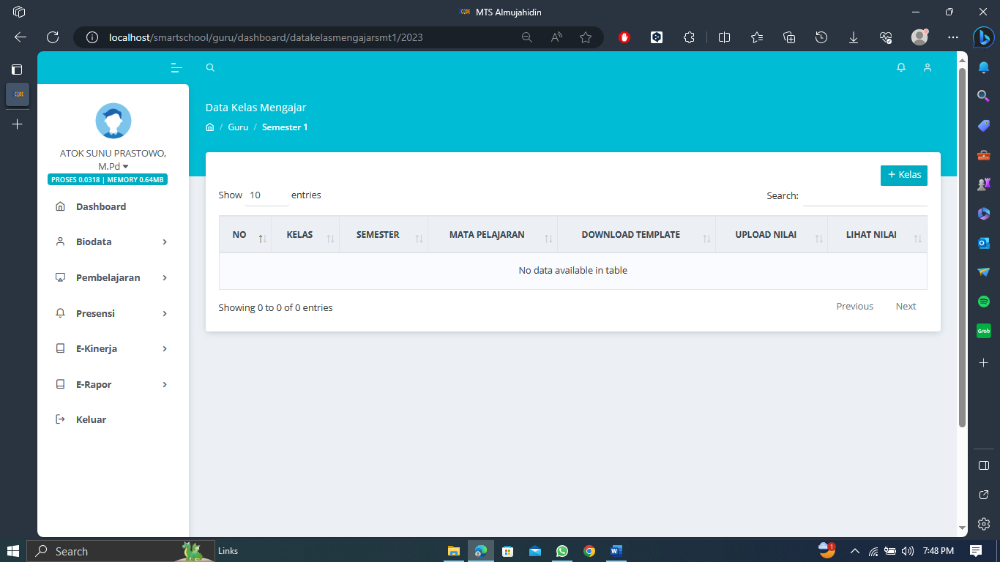 MTS Almujahidin
localhost/smartschool/guru/dashboard/datakelasmengajarsmt1/2023
Data Kelas Mengajar
Guru / Semester 1
ATOK SUNU PRASTOWO,
M.Pd
PROSES 0.0318 | MEMORY 0.64MB
Dashboard
Biodata
Pembelajaran
Presensi
E-Kinerja
E-Rapor
Keluar
+ Kelas
Show 10 entries
Search:
NO KELAS SEMESTER MATA PELAJARAN DOWNLOAD TEMPLATE UPLOAD NILAI LIHAT NILAI
No data available in table
Showing 0 to 0 of 0 entries
Previous Next
Grab
Search
Links
1
7:48 PM